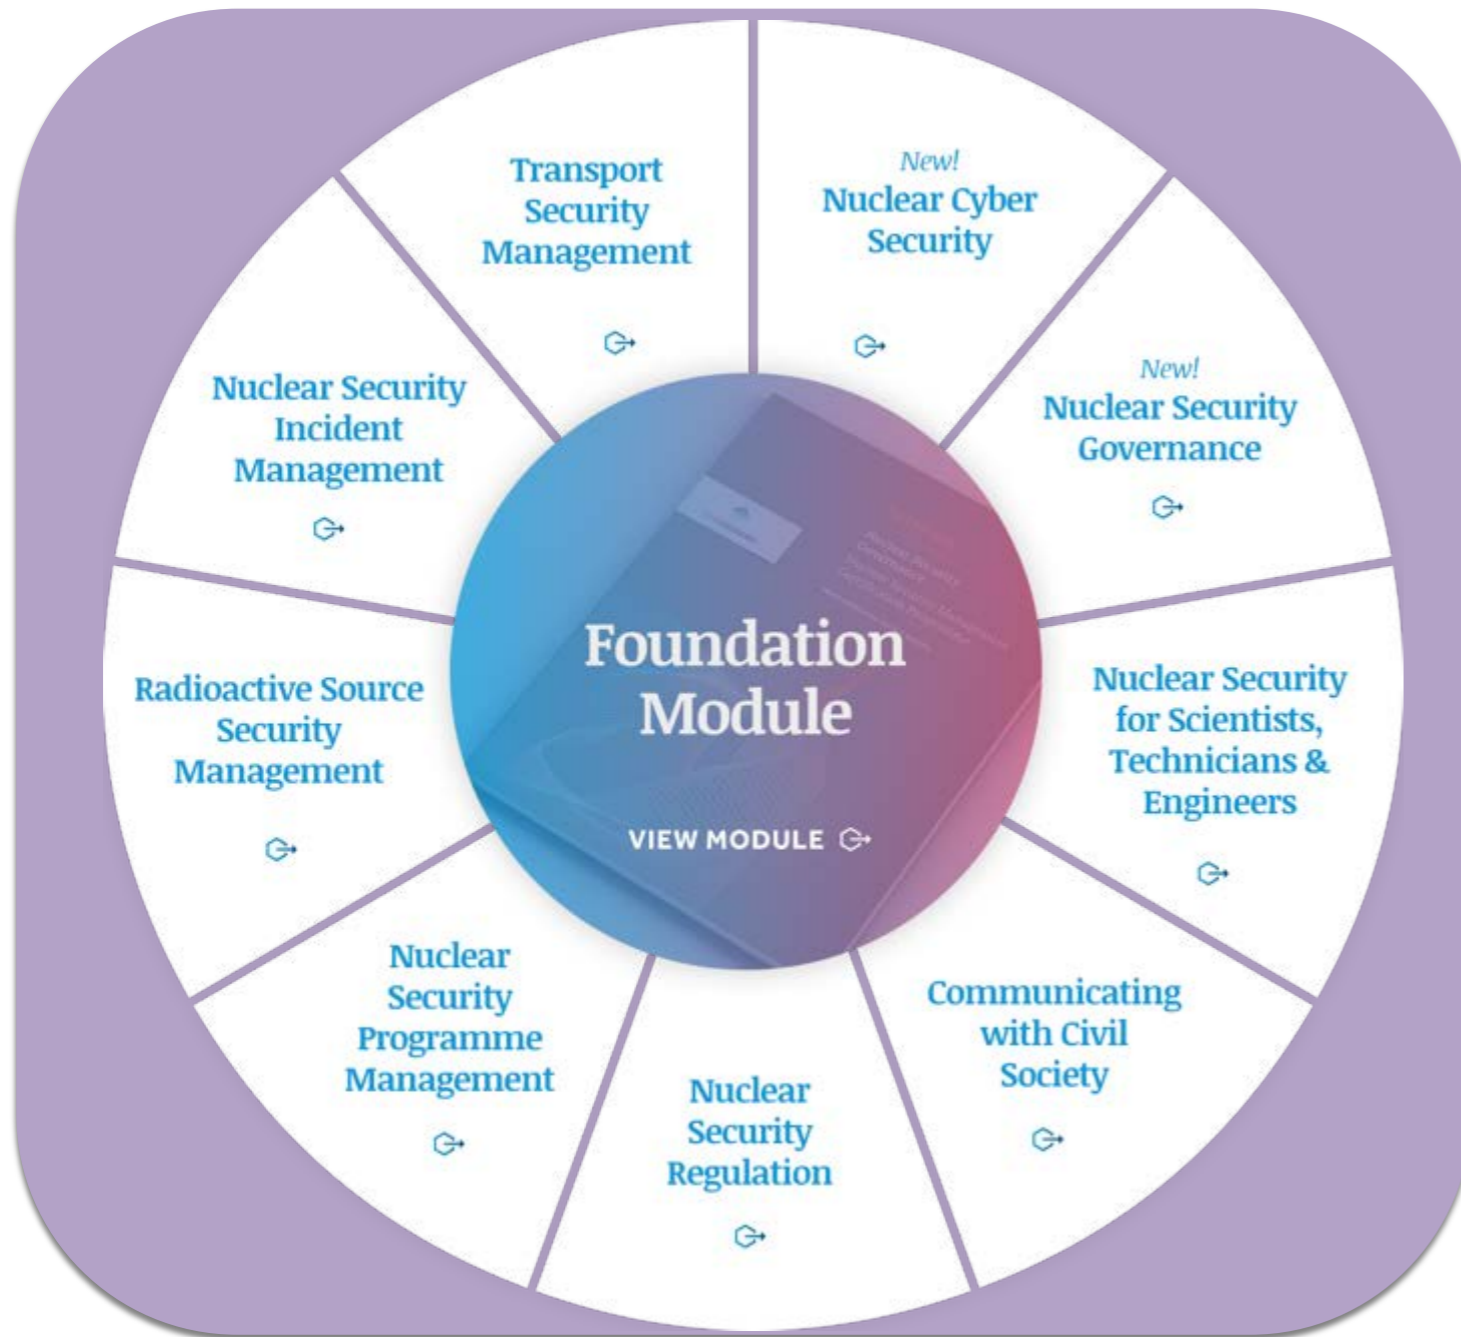 Transport
Security
Management
New!
Nuclear Cyber
Security
New!
Nuclear Security
Governance
Nuclear Security
for Scientists,
Technicians &
Engineers
Communicating
with Civil
Society
Nuclear
Security
Regulation
Nuclear
Security
Programme
Management
Radioactive Source
Security
Management
Nuclear Security
Incident
Management
Foundation
Module
VIEW MODULE